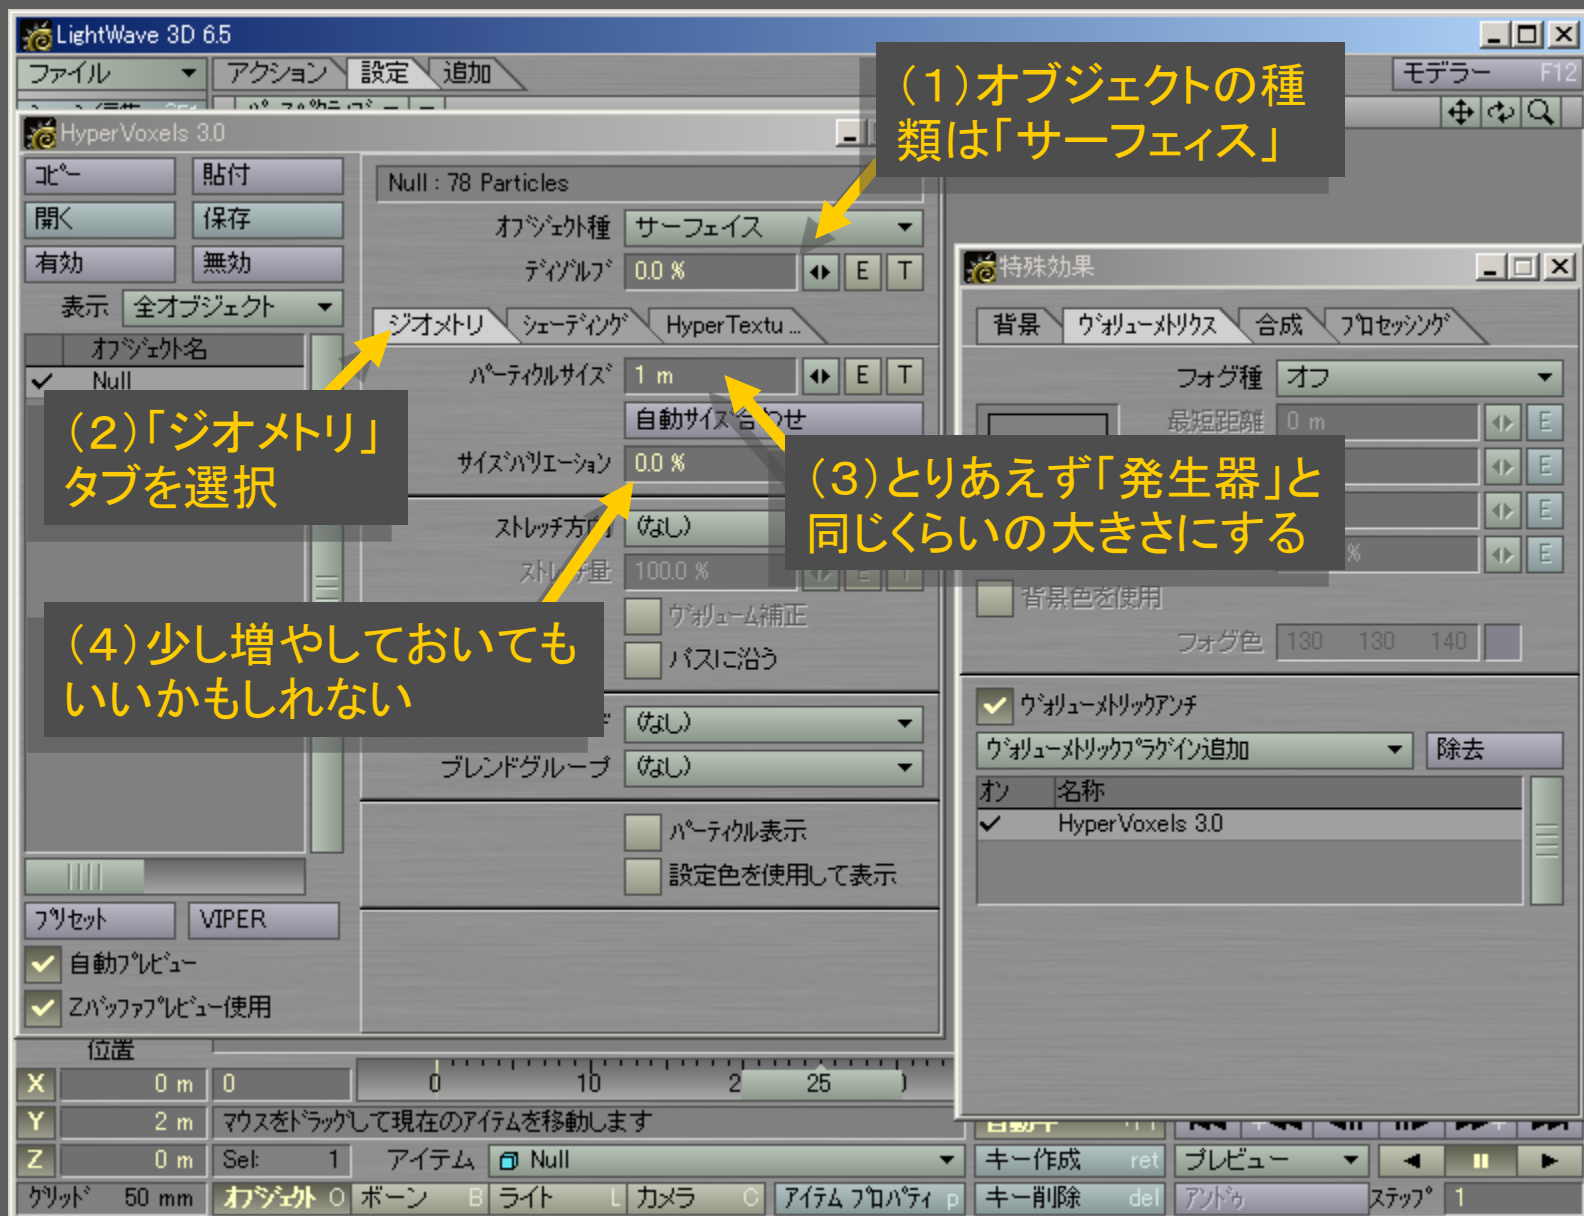 LightWave 3D 6.5
ファイル アクション 設定 追加 モデラー F12
HyperVoxels 3.0
(1)オブジェクトの種
類は「サーフェィス」
コピー 貼付
開く 保存
有効 無効
表示 全オブジェクト
オブジェクト名
Null
Null : 78 Particles
オブジェクト種 サーフェイス
ディゾルブ 0.0 % E T
ジオメトリ シェーディング HyperTextu ...
パーティクルサイズ 1 m E T
自動サイズ合わせ
サイズバリエーション 0.0 %
(2)「ジオメトリ」
タブを選択
(3)とりあえず「発生器」と
同じくらいの大きさにする
ストレッチ方向 (なし)
ストレッチ量 100.0 % E T
ヴォリューム補正
パスに沿う
(4)少し増やしておいても
いいかもしれない
(なし)
ブレンドグループ (なし)
パーティクル表示
設定色を使用して表示
プリセット VIPER
自動プレビュー
Zバッファプレビュー使用
特殊効果
背景 ヴォリューメトリクス 合成 プロセッシング
フォグ種 オフ
最短距離 0 m E
E
E
% E
背景色を使用
フォグ色 130 130 140
ヴォリューメトリックアンチ
ヴォリューメトリックプラグイン追加 除去
オン 名称
HyperVoxels 3.0
位置
X 0 m 0 0 10 2 25
Y 2 m マウスをドラッグして現在のアイテムを移動します
Z 0 m Sel: 1 アイテム Null キー作成 ret プレビュー
グリッド 50 mm オブジェクト O ボーン B ライト L カメラ C アイテム プロパティ p キー削除 del アンドゥ ステップ 1